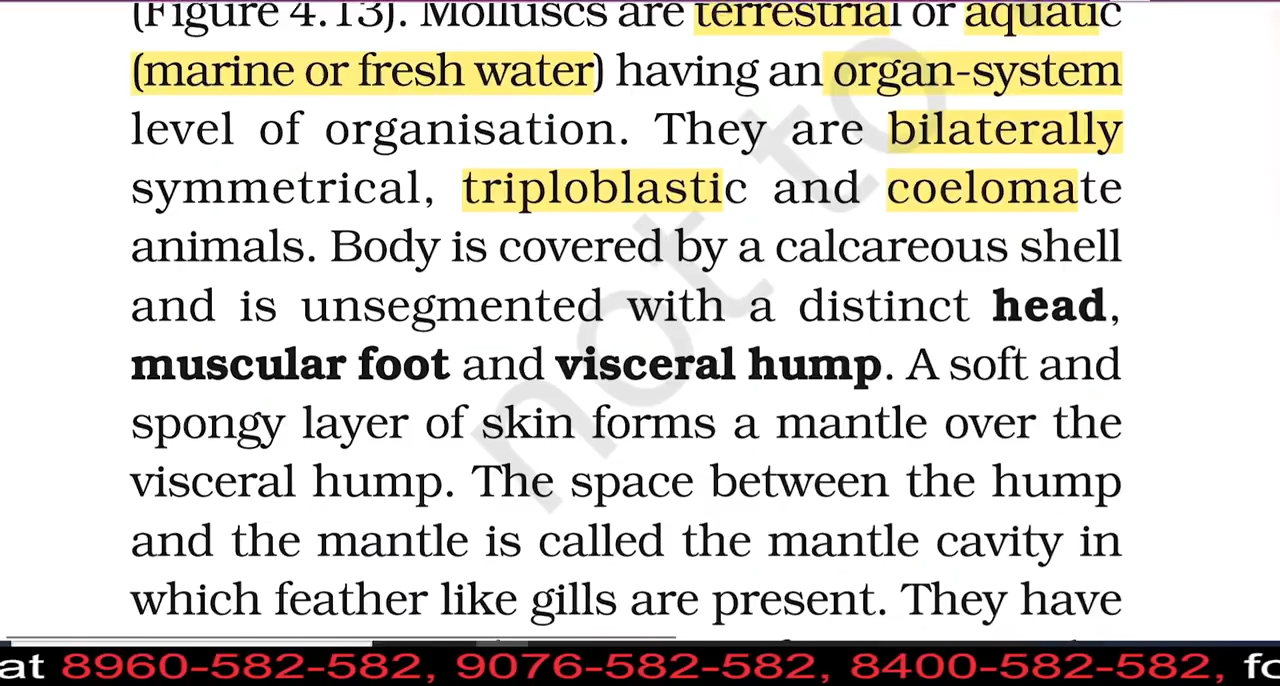 (Figure 4.13). Molluscs are terrestrial or aquatic
(marine or fresh water) having an organ-system
level of organisation. They are bilaterally
symmetrical, triploblastic and coelomate
animals. Body is covered by a calcareous shell
and is unsegmented with a distinct head,
muscular foot and visceral hump. A soft and
spongy layer of skin forms a mantle over the
visceral hump. The space between the hump
and the mantle is called the mantle cavity in
which feather like gills are present. They have
at 8960-582-582, 9076-582-582, 8400-582-582, fo
not to